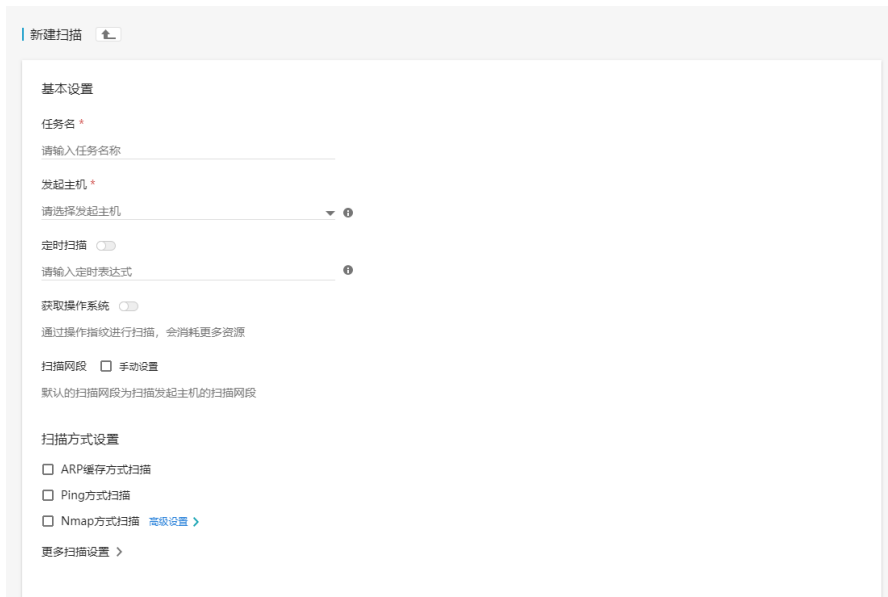 新建扫描
基本设置
任务名 *
请输入任务名称
发起主机 *
请选择发起主机
定时扫描
请输入定时表达式
获取操作系统
通过操作指纹进行扫描，会消耗更多资源
扫描网段 手动设置
默认的扫描网段为扫描发起主机的扫描网段
扫描方式设置
ARP缓存方式扫描
Ping方式扫描
Nmap方式扫描 高级设置
更多扫描设置